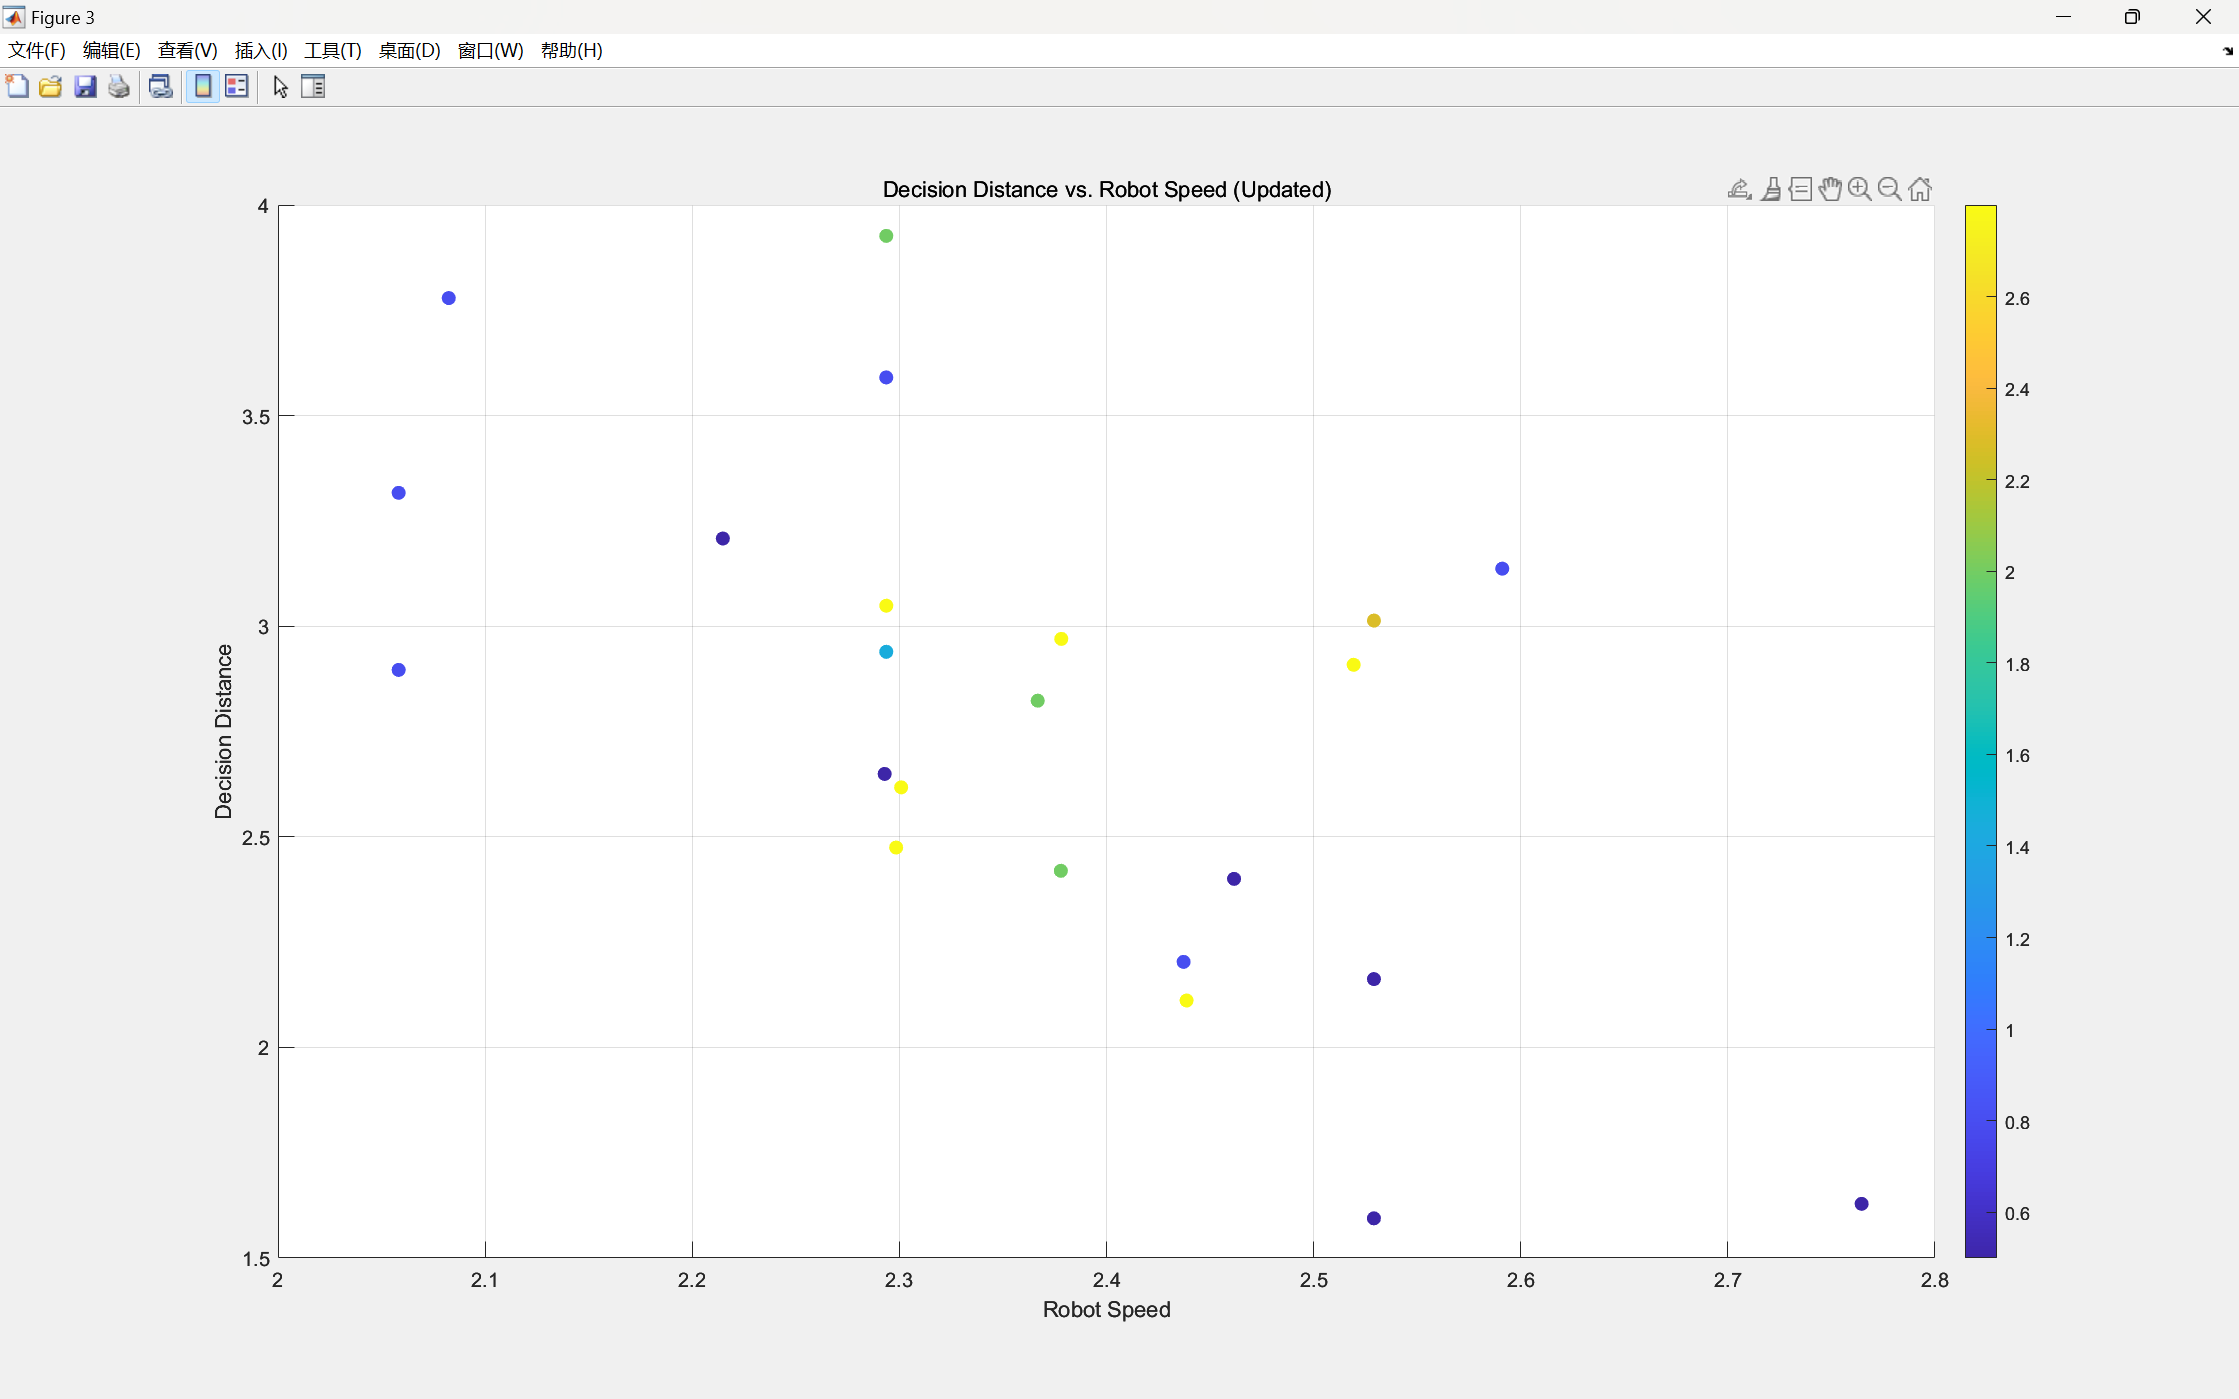 Figure 3
文件(F) 编辑(E) 查看(V) 插入(I) 工具(T) 桌面(D) 窗口(W) 帮助(H)
Decision Distance vs. Robot Speed (Updated)
4
3.5
3
2.5
2
1.5
Decision Distance
2 2.1 2.2 2.3 2.4 2.5 2.6 2.7 2.8
Robot Speed
2.6
2.4
2.2
2
1.8
1.6
1.4
1.2
1
0.8
0.6